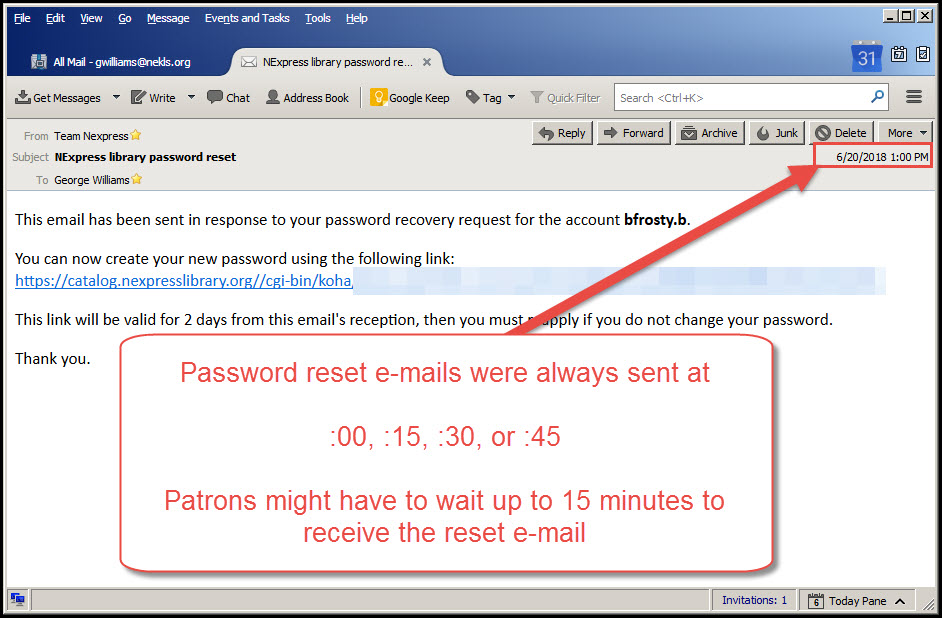 File Edit View Go Message Events and Tasks Tools Help
All Mail - gwilliams@nekls.org
NExpress library password re...
31
Get Messages Write Chat Address Book Google Keep Tag Quick Filter Search <Ctrl+K>
From Team Nexpress Reply Forward Archive Junk Delete More
Subject NExpress library password reset 6/20/2018 1:00 PM
To George Williams
This email has been sent in response to your password recovery request for the account bfrosty.b.
You can now create your new password using the following link:
https://catalog.nexpresslibrary.org//cgi-bin/koha/
This link will be valid for 2 days from this email's reception, then you must reapply if you do not change your password.
Thank you.
Password reset e-mails were always sent at
:00, :15, :30, or :45
Patrons might have to wait up to 15 minutes to
receive the reset e-mail
Invitations: 1 6 Today Pane